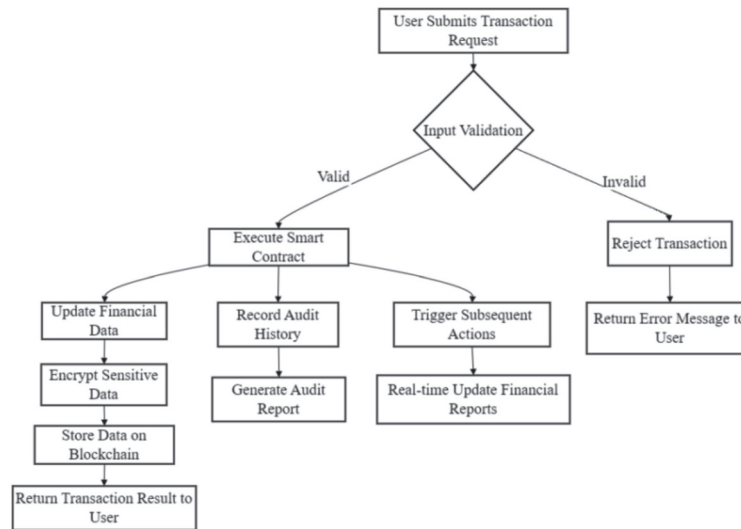 User Submits Transaction
Request
Input Validation
Valid
Invalid
Execute Smart
Contract
Reject Transaction
Update Financial
Data
Record Audit
History
Trigger Subsequent
Actions
Return Error Message to
User
Encrypt Sensitive
Data
Generate Audit
Report
Real-time Update Financial
Reports
Store Data on
Blockchain
Return Transaction Result to
User